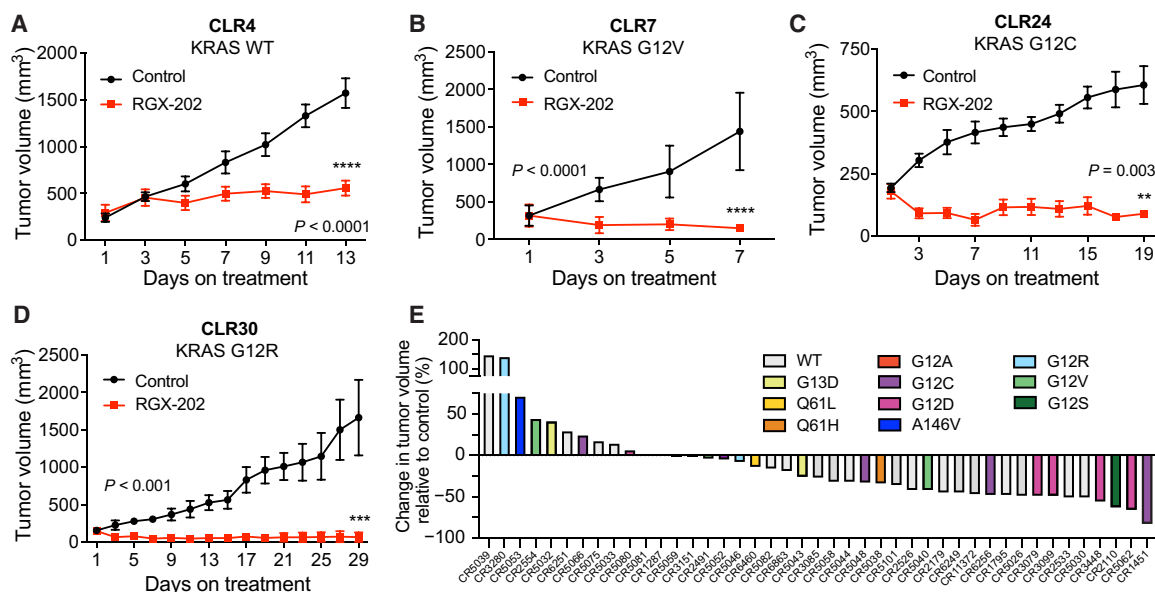 A
CLR4
KRAS WT
Tumor volume (mm3)
2000
1500
1000
500
0
Control
RGX-202
****
P < 0.0001
1 3 5 7 9 11 13
Days on treatment
B
CLR7
KRAS G12V
Tumor volume (mm3)
2500
2000
1500
1000
500
0
Control
RGX-202
P < 0.0001
****
1 3 5 7
Days on treatment
C
CLR24
KRAS G12C
Tumor volume (mm3)
750
500
250
0
Control
RGX-202
P = 0.003
**
3 7 11 15 19
Days on treatment
D
CLR30
KRAS G12R
Tumor volume (mm3)
2500
2000
1500
1000
500
0
Control
RGX-202
P < 0.001
***
1 5 9 13 17 21 25 29
Days on treatment
E
Change in tumor volume
relative to control (%)
200
100
50
0
−50
−100
WT
G13D
Q61L
Q61H
G12A
G12C
G12D
A146V
G12R
G12V
G12S
CR5039
CR3280
CR5053
CR2554
CR5032
CR6251
CR5066
CR5075
CR5033
CR5080
CR5081
CR1287
CR5059
CR3151
CR2491
CR5052
CR5046
CR6460
CR5082
CR6863
CR5043
CR3085
CR5058
CR5044
CR5048
CR5038
CR5101
CR2526
CR5040
CR2179
CR6249
CR11372
CR6256
CR1795
CR5026
CR3079
CR3099
CR2533
CR5030
CR3448
CR2110
CR5062
CR1451